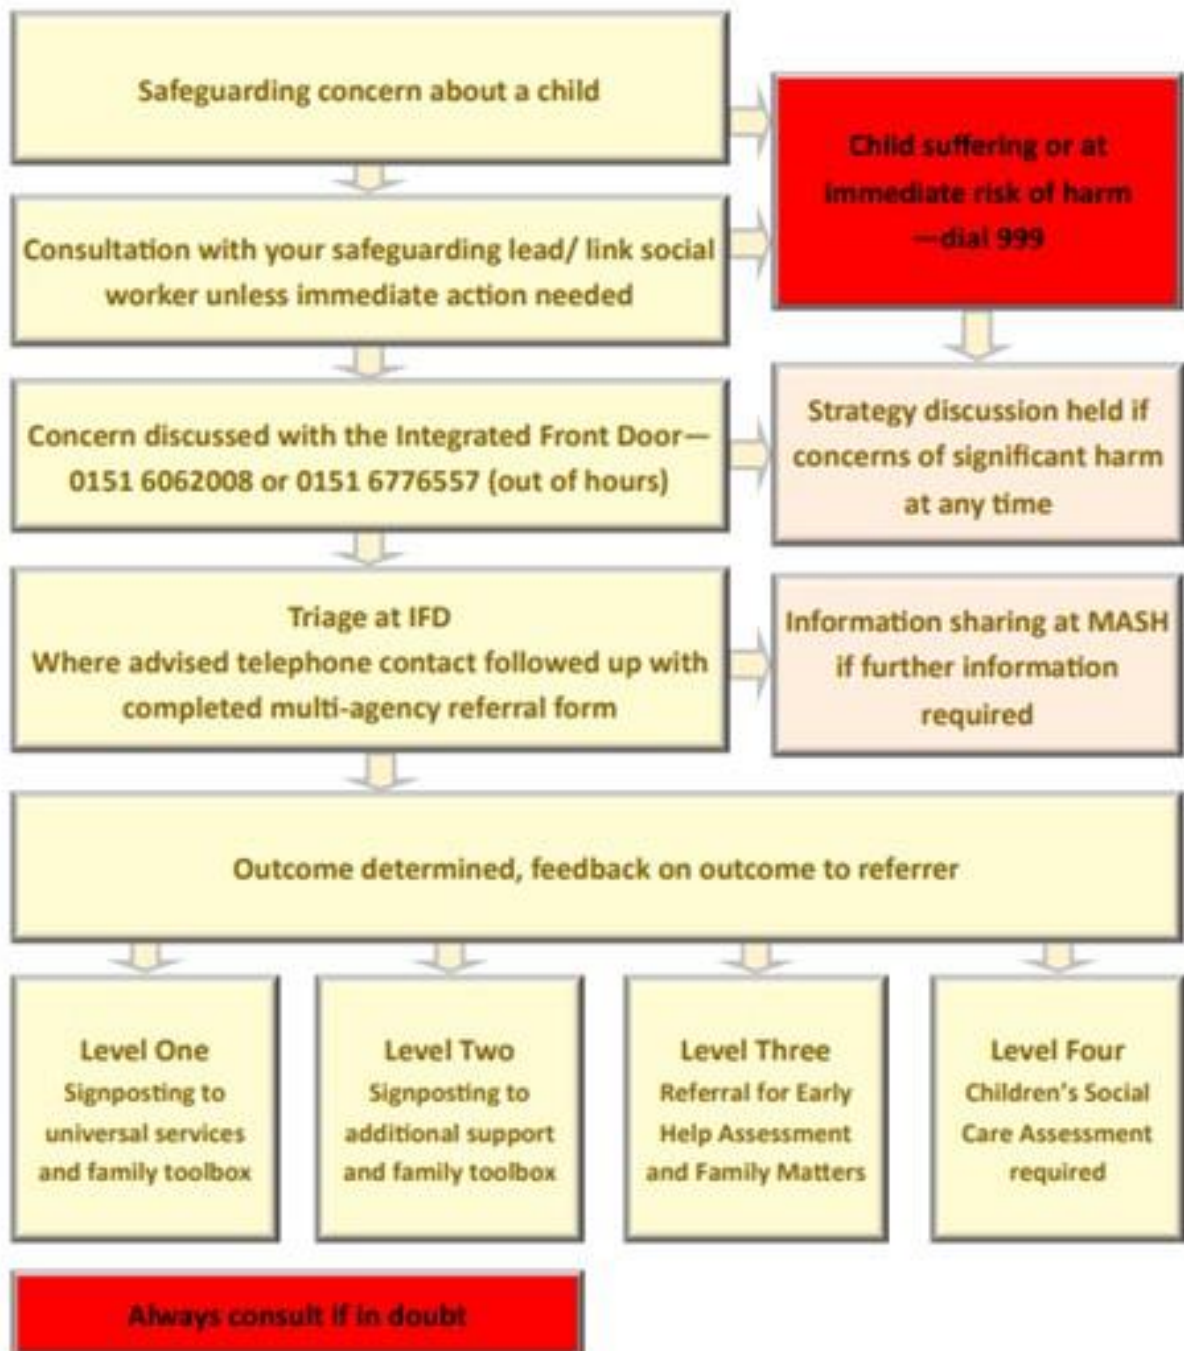 Safeguarding concern about a child
Child suffering or at
immediate risk of harm
—dial 999
Consultation with your safeguarding lead/ link social
worker unless immediate action needed
Concern discussed with the Integrated Front Door—
0151 6062008 or 0151 6776557 (out of hours)
Strategy discussion held if
concerns of significant harm
at any time
Triage at IFD
Where advised telephone contact followed up with
completed multi-agency referral form
Information sharing at MASH
if further information
required
Outcome determined, feedback on outcome to referrer
Level One
Signposting to
universal services
and family toolbox
Level Two
Signposting to
additional support
and family toolbox
Level Three
Referral for Early
Help Assessment
and Family Matters
Level Four
Children's Social
Care Assessment
required
Always consult if in doubt